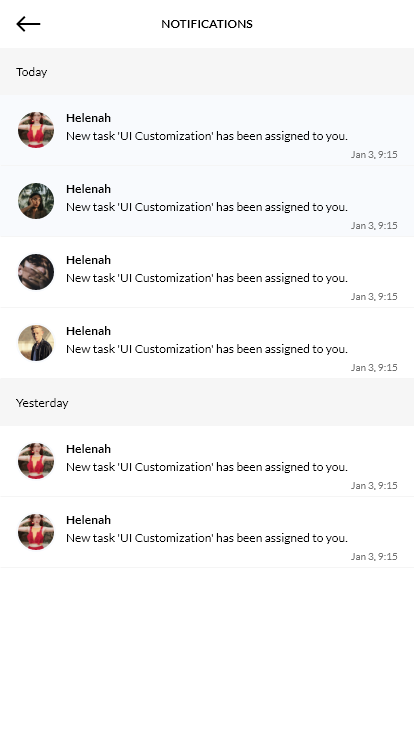 NOTIFICATIONS
Today
Helenah
New task 'UI Customization' has been assigned to you.
Jan 3, 9:15
Helenah
New task 'UI Customization' has been assigned to you.
Jan 3, 9:15
Helenah
New task 'UI Customization' has been assigned to you.
Jan 3, 9:15
Helenah
New task 'UI Customization' has been assigned to you.
Jan 3, 9:15
Yesterday
Helenah
New task 'UI Customization' has been assigned to you.
Jan 3, 9:15
Helenah
New task 'UI Customization' has been assigned to you.
Jan 3, 9:15